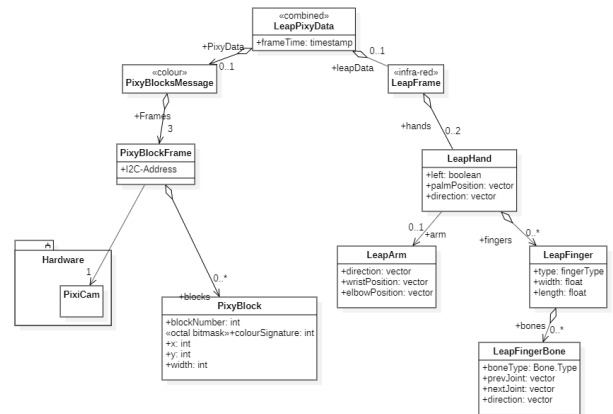 «combined»
LeapPixyData
+frameTime: timestamp
+PixyData
0..1
0..1
+leapData
«colour»
PixyBlocksMessage
«infra-red»
LeapFrame
+Frames
3
+hands
0..2
PixyBlockFrame
+I2C-Address
LeapHand
+left: boolean
+palmPosition: vector
+direction: vector
0..1
+arm
+fingers
0..*
Hardware
1
PixiCam
0..*
+blocks
LeapArm
+direction: vector
+wristPosition: vector
+elbowPosition: vector
LeapFinger
+type: fingerType
+width: float
+length: float
PixyBlock
+blockNumber: int
«octal bitmask»+colourSignature: int
+x: int
+y: int
+width: int
+bones
0..*
LeapFingerBone
+boneType: Bone.Type
+prevJoint: vector
+nextJoint: vector
+direction: vector